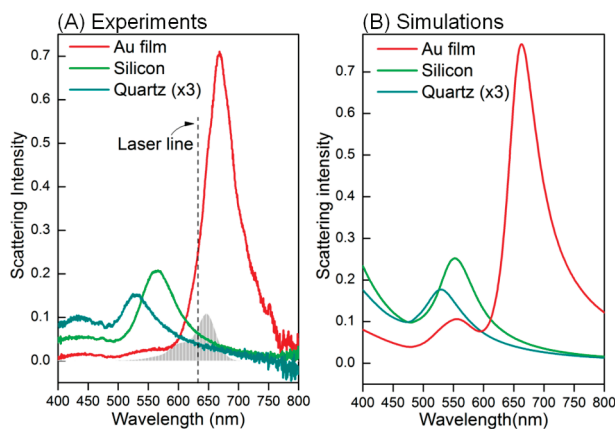 (A) Experiments
Au film
Silicon
Quartz (x3)
Laser line
Scattering Intensity
0.7
0.6
0.5
0.4
0.3
0.2
0.1
0.0
400 450 500 550 600 650 700 750 800
Wavelength (nm)
(B) Simulations
Au film
Silicon
Quartz (x3)
Scattering intensity
0.7
0.6
0.5
0.4
0.3
0.2
0.1
0.0
400 450 500 550 600 650 700 750 800
Wavelength(nm)